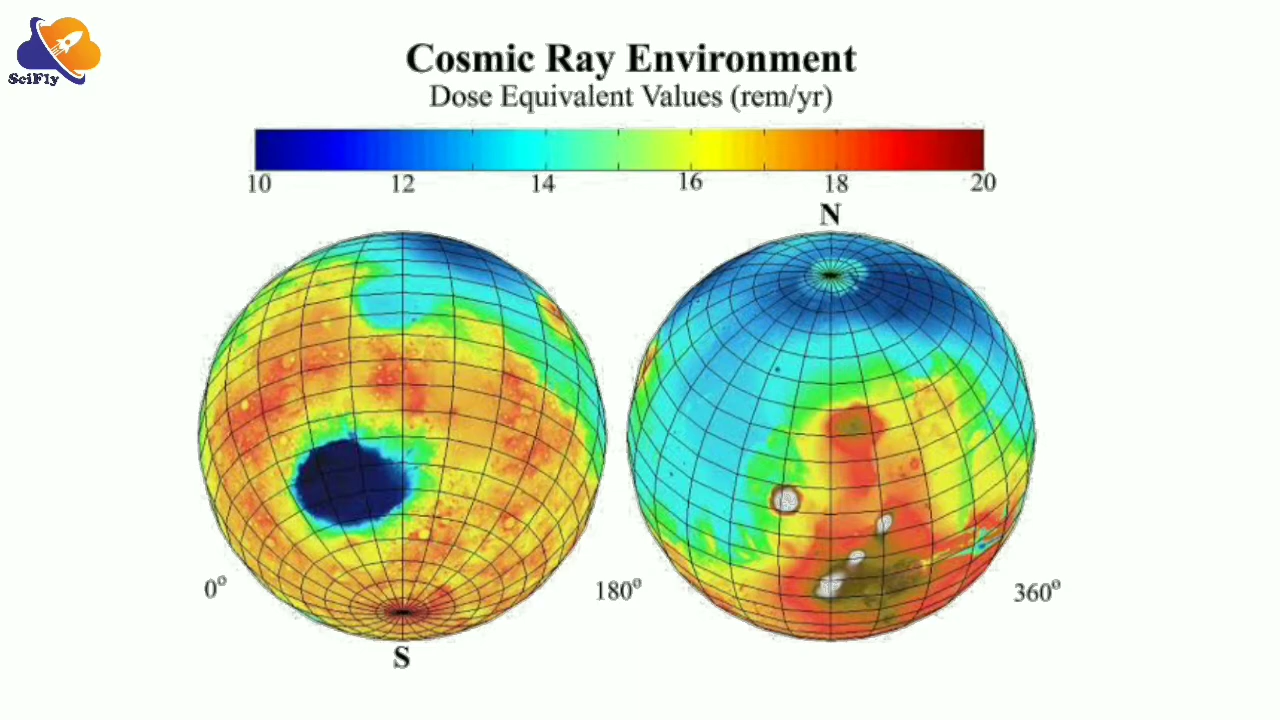 SciFly
Cosmic Ray Environment
Dose Equivalent Values (rem/yr)
10 12 14 16 18 20
N
0° 180° 360°
S